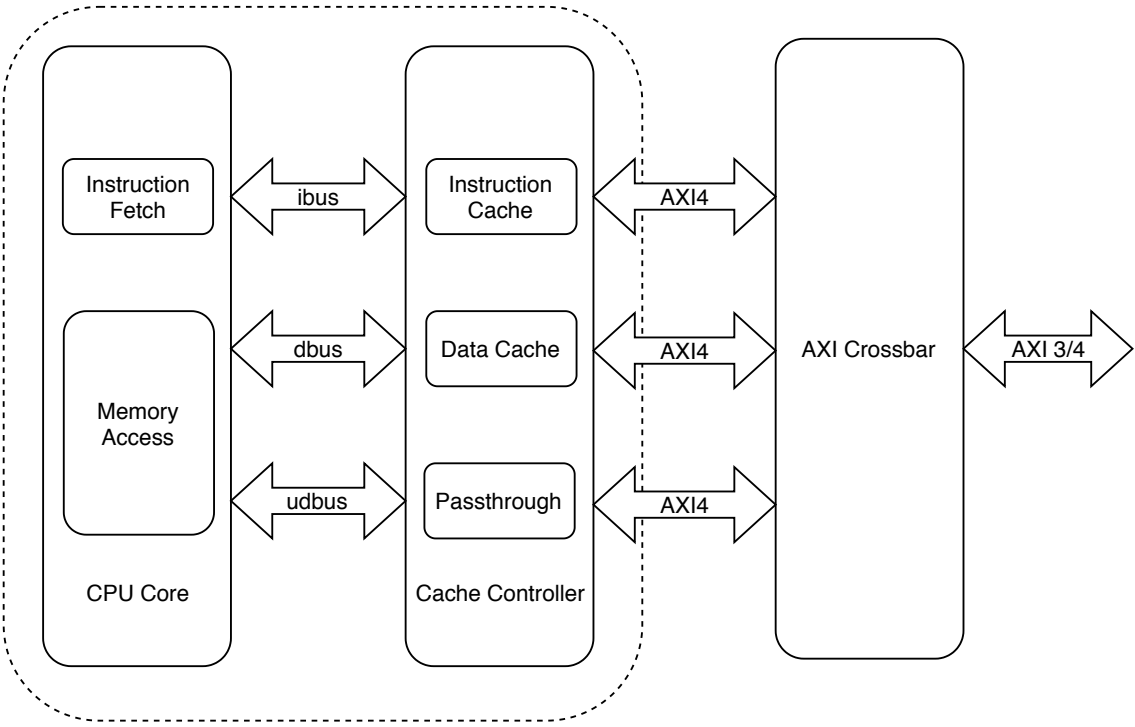 Instruction
Fetch
ibus
Instruction
Cache
AXI4
Memory
Access
dbus
Data Cache
AXI4
AXI Crossbar
AXI 3/4
udbus
Passthrough
AXI4
CPU Core
Cache Controller